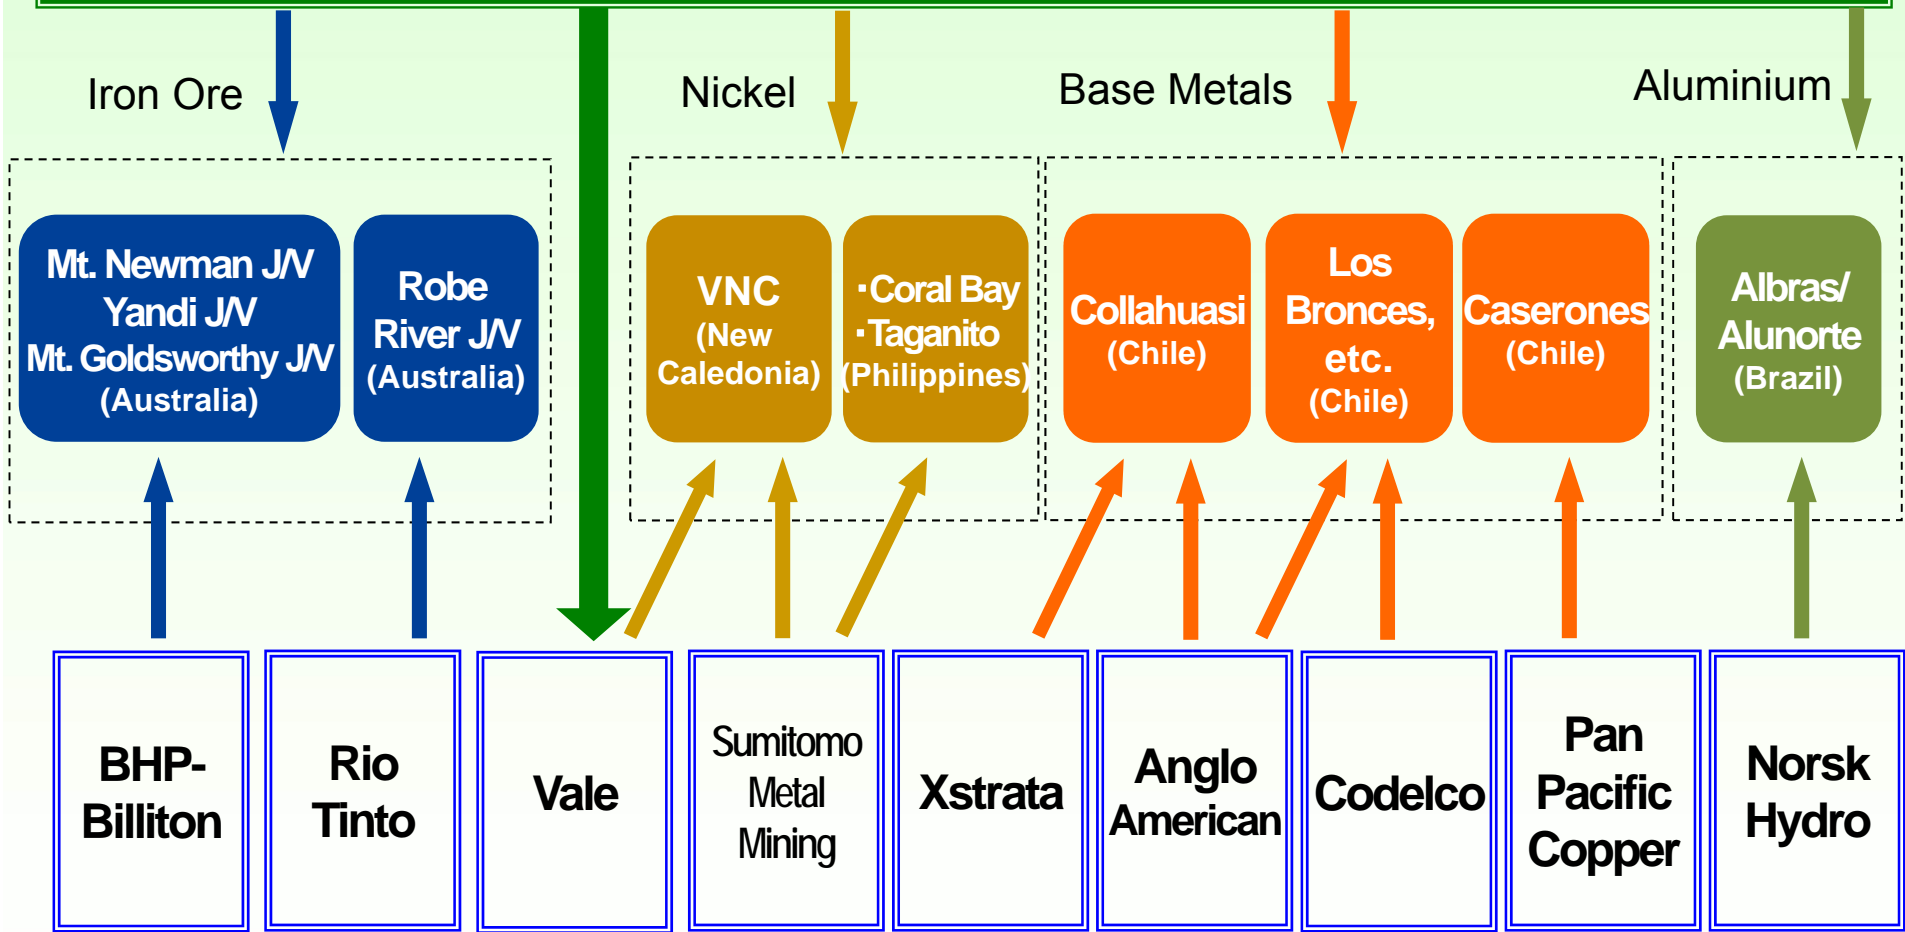 Iron Ore
Nickel
Base Metals
Aluminium
Mt. Newman J/V
Yandi J/V
Mt. Goldsworthy J/V
(Australia)
Robe
River J/V
(Australia)
VNC
(New
Caledonia)
・Coral Bay
・Taganito
(Philippines)
Collahuasi
(Chile)
Los
Bronces,
etc.
(Chile)
Caserones
(Chile)
Albras/
Alunorte
(Brazil)
BHP-
Billiton
Rio
Tinto
Vale
Sumitomo
Metal
Mining
Xstrata
Anglo
American
Codelco
Pan
Pacific
Copper
Norsk
Hydro